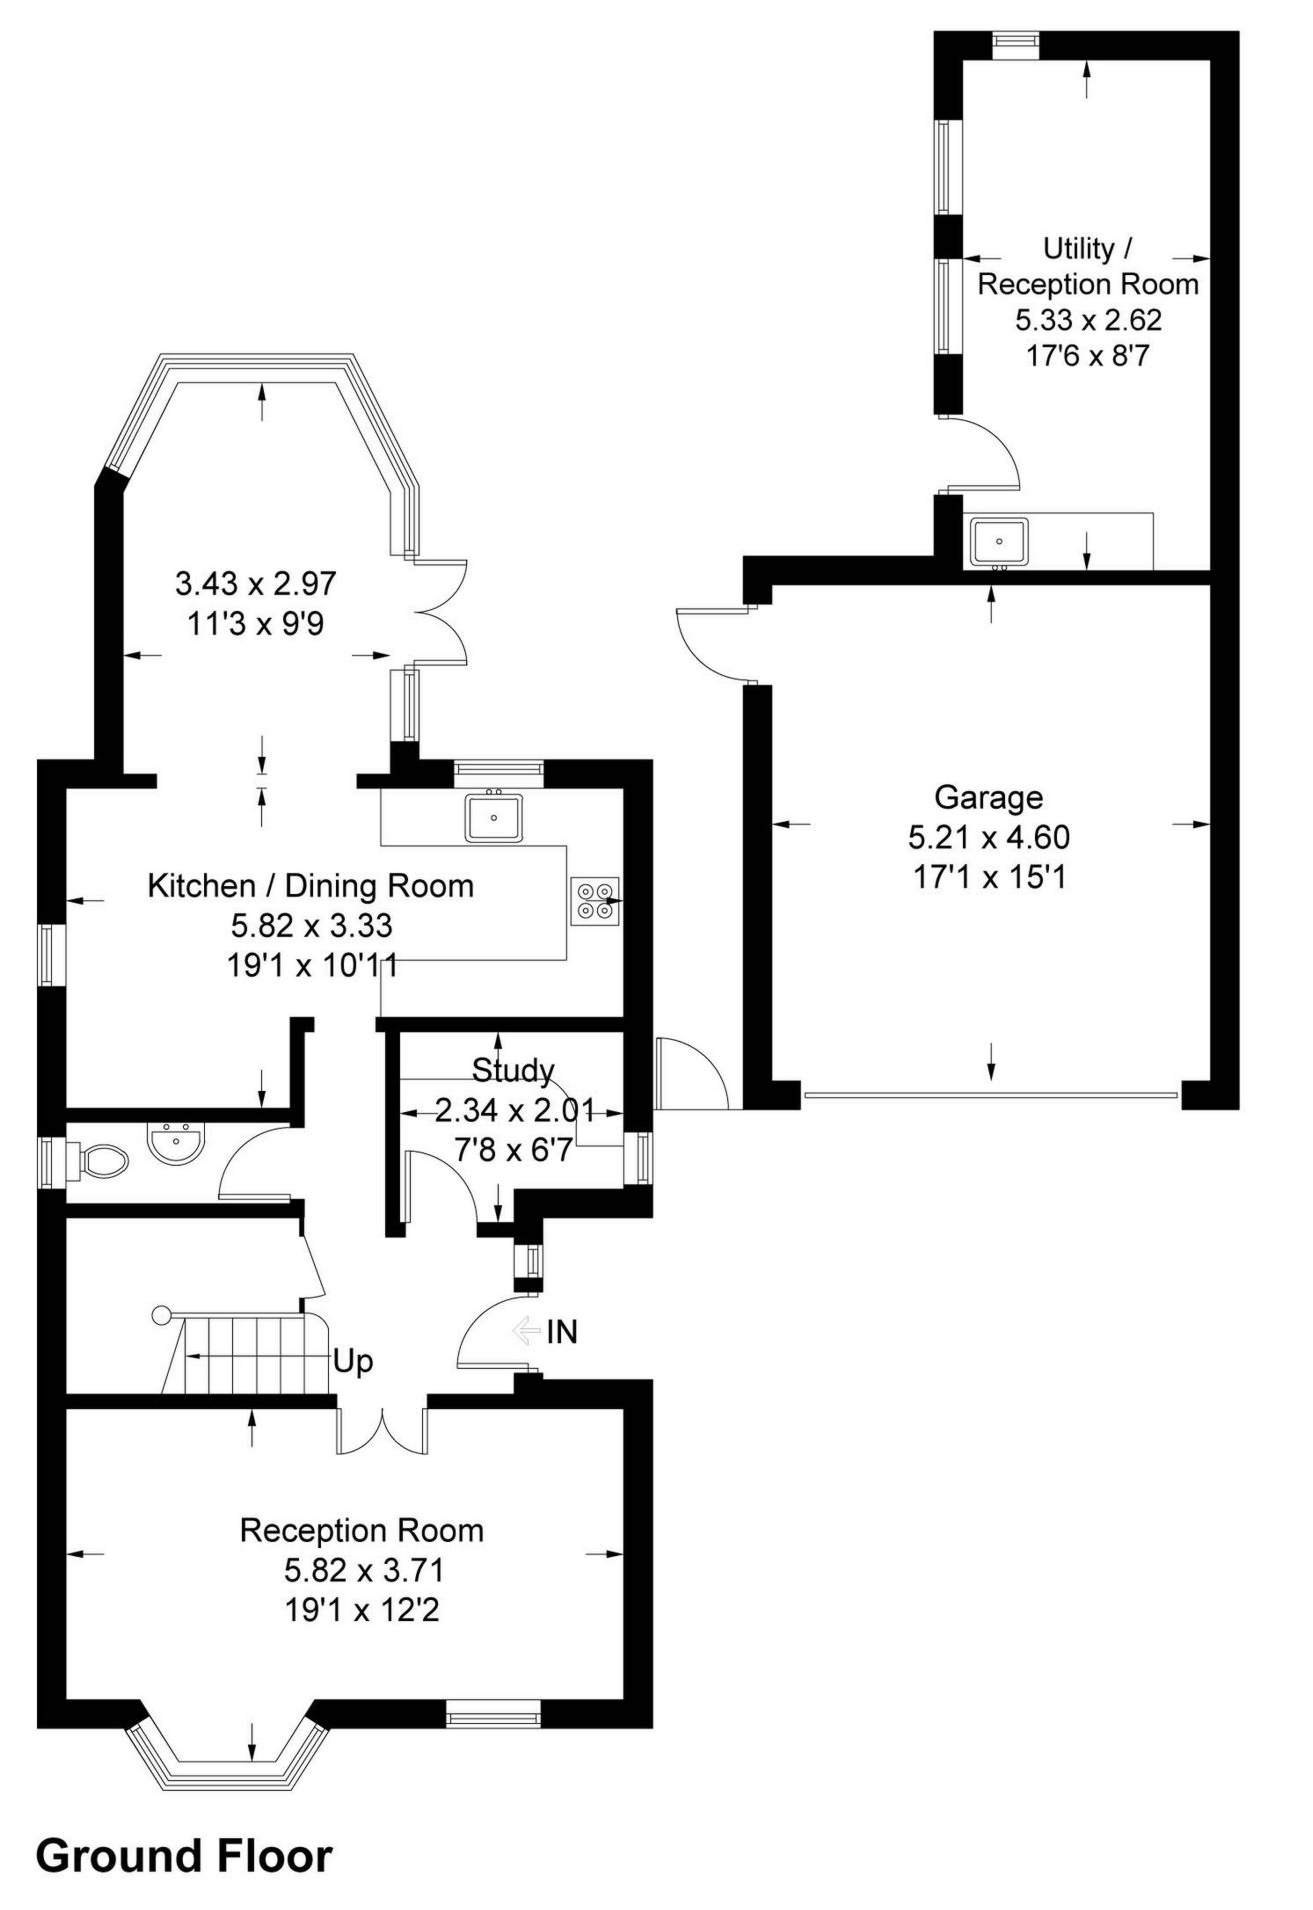 Utility /
Reception Room
5.33 x 2.62
17'6 x 8'7
3.43 x 2.97
11'3 x 9'9
Garage
5.21 x 4.60
17'1 x 15'1
Kitchen / Dining Room
5.82 x 3.33
19'1 x 10'11
Study
2.34 x 2.01
7'8 x 6'7
IN
Up
Reception Room
5.82 x 3.71
19'1 x 12'2
Ground Floor